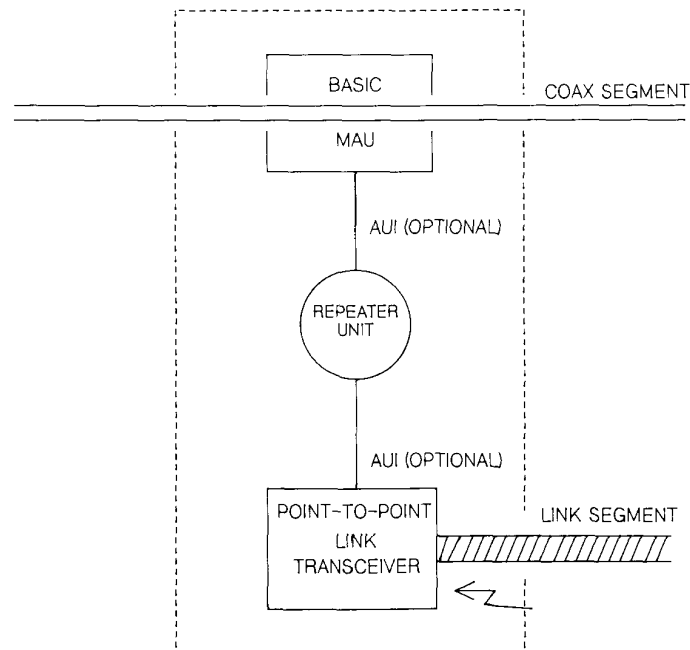 BASIC
COAX SEGMENT
MAU
AUI (OPTIONAL)
REPEATER
UNIT
AUI (OPTIONAL)
POINT-TO-POINT
LINK
TRANSCEIVER
LINK SEGMENT